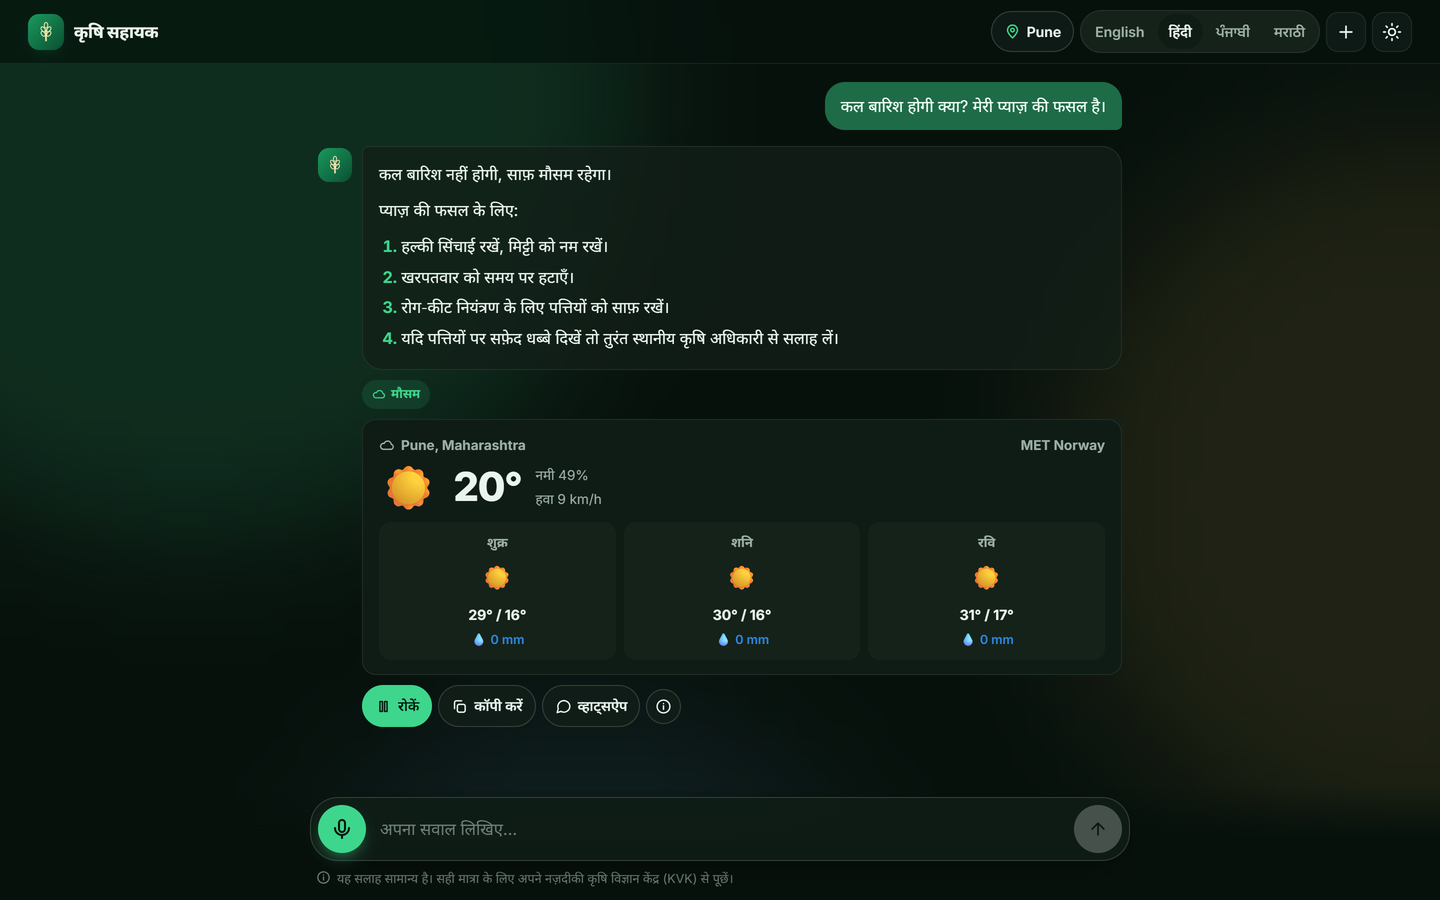 कृषि सहायक
Pune
English हिंदी ਪੰਜਾਬੀ मराठी
कल बारिश होगी क्या? मेरी प्याज़ की फसल है।
कल बारिश नहीं होगी, साफ़ मौसम रहेगा।
प्याज़ की फसल के लिए:
1. हल्की सिंचाई रखें, मिट्टी को नम रखें।
2. खरपतवार को समय पर हटाएँ।
3. रोग-कीट नियंत्रण के लिए पत्तियों को साफ़ रखें।
4. यदि पत्तियों पर सफ़ेद धब्बे दिखें तो तुरंत स्थानीय कृषि अधिकारी से सलाह लें।
मौसम
Pune, Maharashtra MET Norway
20° नमी 49%
हवा 9 km/h
शुक्र शनि रवि
29° / 16° 30° / 16° 31° / 17°
0 mm 0 mm 0 mm
रोकें कॉपी करें व्हाट्सऐप
अपना सवाल लिखिए...
यह सलाह सामान्य है। सही मात्रा के लिए अपने नज़दीकी कृषि विज्ञान केंद्र (KVK) से पूछें।